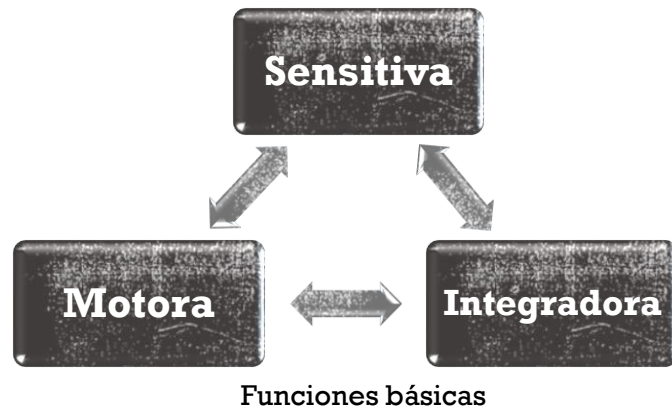 Sensitiva
Motora
Integradora
Funciones básicas